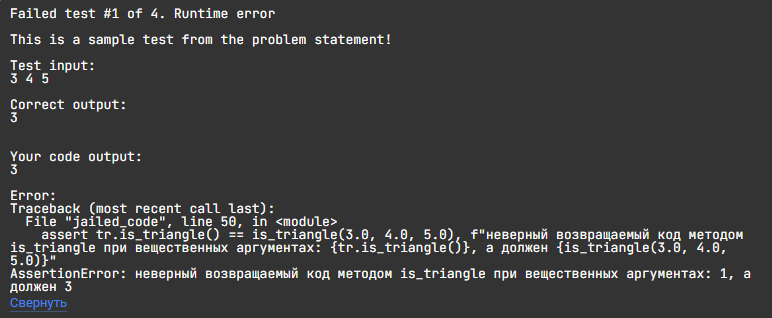 Failed test #1 of 4. Runtime error
This is a sample test from the problem statement!
Test input:
3 4 5
Correct output:
3
Your code output:
3
Error:
Traceback (most recent call last):
  File "jailed_code", line 50, in <module>
    assert tr.is_triangle() == is_triangle(3.0, 4.0, 5.0), f"неверный возвращаемый код методом
is_triangle при вещественных аргументах: {tr.is_triangle()}, а должен {is_triangle(3.0, 4.0,
5.0)}"
AssertionError: неверный возвращаемый код методом is_triangle при вещественных аргументах: 1, а
должен 3
Свернуть